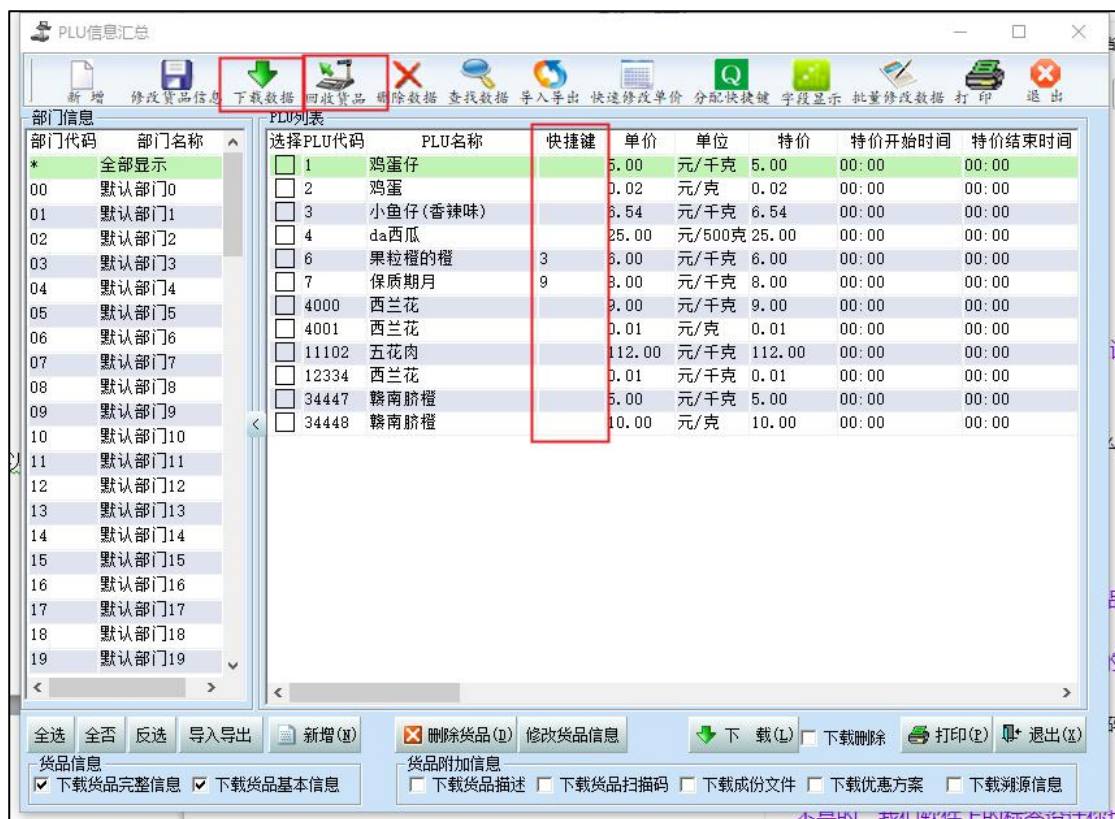 PLU信息汇总
新 增 修改货品信息 下载数据 回收货品 删除数据 查找数据 导入导出 快速修改单价 分配快捷键 字段显示 批量修改数据 打 印 退 出
部门信息 PLU列表
部门代码 部门名称 选择 PLU代码 PLU名称 快捷键 单价 单位 特价 特价开始时间 特价结束时间
* 全部显示 1 鸡蛋仔 5.00 元/千克 5.00 00:00 00:00
00 默认部门0 2 鸡蛋 0.02 元/克 0.02 00:00 00:00
01 默认部门1 3 小鱼仔(香辣味) 6.54 元/千克 6.54 00:00 00:00
02 默认部门2 4 da西瓜 25.00 元/500克 25.00 00:00 00:00
03 默认部门3 6 果粒橙的橙 3 6.00 元/千克 6.00 00:00 00:00
04 默认部门4 7 保质期月 9 8.00 元/千克 8.00 00:00 00:00
05 默认部门5 4000 西兰花 9.00 元/千克 9.00 00:00 00:00
06 默认部门6 4001 西兰花 0.01 元/克 0.01 00:00 00:00
07 默认部门7 11102 五花肉 112.00 元/千克 112.00 00:00 00:00
08 默认部门8 12334 西兰花 0.01 元/千克 0.01 00:00 00:00
09 默认部门9 34447 赣南脐橙 5.00 元/千克 5.00 00:00 00:00
10 默认部门10 34448 赣南脐橙 10.00 元/克 10.00 00:00 00:00
11 默认部门11
12 默认部门12
13 默认部门13
14 默认部门14
15 默认部门15
16 默认部门16
17 默认部门17
18 默认部门18
19 默认部门19
全选 全否 反选 导入导出 新增(N) 删除货品(D) 修改货品信息 下 载(L) 下载删除 打印(P) 退出(X)
货品信息 货品附加信息
下载货品完整信息 下载货品基本信息 下载货品描述 下载货品扫描码 下载成份文件 下载优惠方案 下载溯源信息